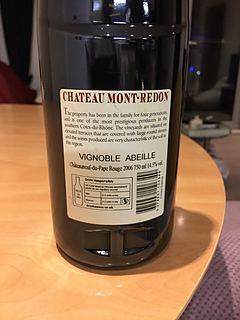 CHATEAU MONT-REDON
The property has been in the family for four generations,
and is one of the most prestigious producers in the
southern Côtes-du-Rhône. The vineyards are situated on
elevated terraces that are covered with large round stones
and the wines produced are very characteristic of the soil in
this region.
VIGNOBLE ABEILLE
Châteauneuf-du-Pape Rouge 2006 750 ml 14.5% vol.
Drink Responsibly